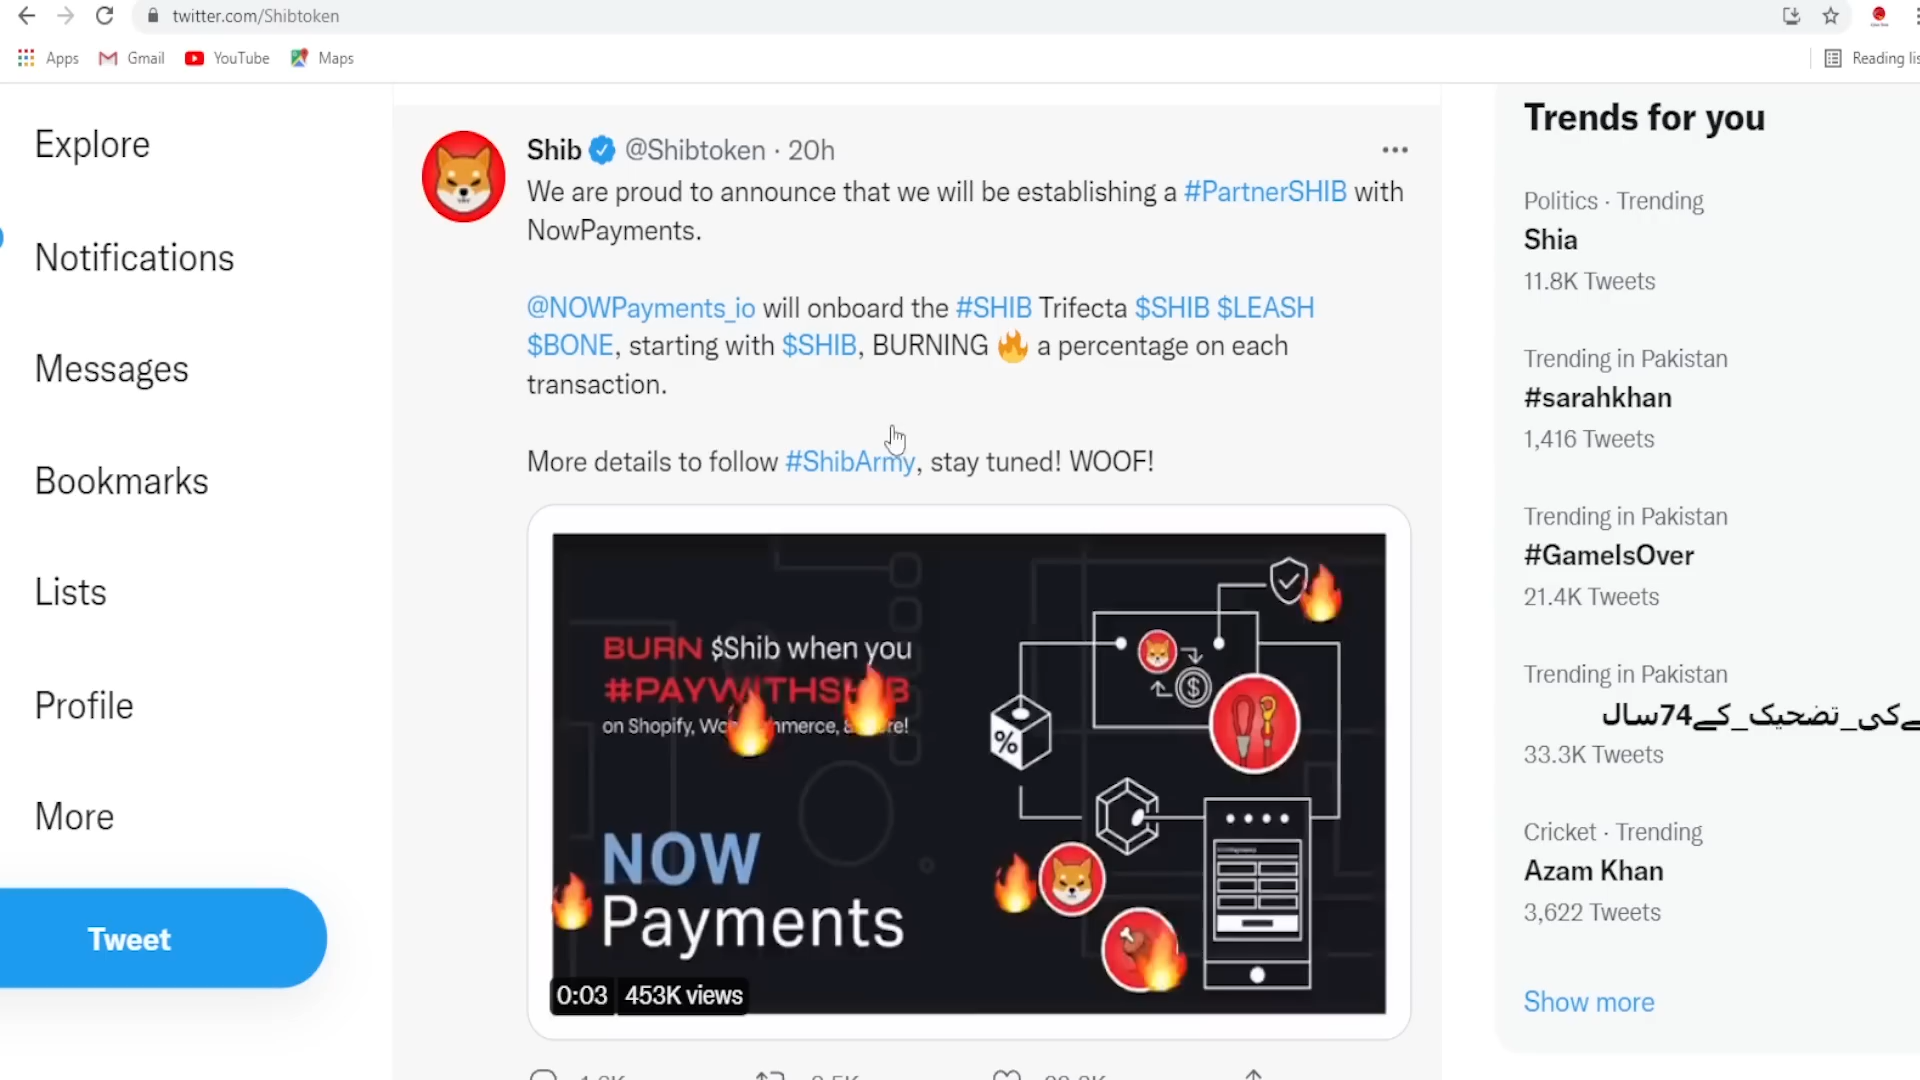 twitter.com/Shibtoken
Apps
Gmail
YouTube
Maps
Reading
Explore
Notifications
Messages
Bookmarks
Lists
Profile
More
Tweet
Shib @Shibtoken · 20h
We are proud to announce that we will be establishing a #PartnerSHIB with
NowPayments.
@NOWPayments_io will onboard the #SHIB Trifecta $SHIB $LEASH
$BONE, starting with $SHIB, BURNING 🔥 a percentage on each
transaction.
More details to follow #ShibArmy, stay tuned! WOOF!
BURN $Shib when you
on Shopify,
NOW
Payments
%
$
0:03
453K views
Trends for you
Politics · Trending
Shia
11.8K Tweets
Trending in Pakistan
#sarahkhan
1,416 Tweets
Trending in Pakistan
#GameIsOver
21.4K Tweets
Trending in Pakistan
کی_تضحیک_کے74سال
33.3K Tweets
Cricket · Trending
Azam Khan
3,622 Tweets
Show more